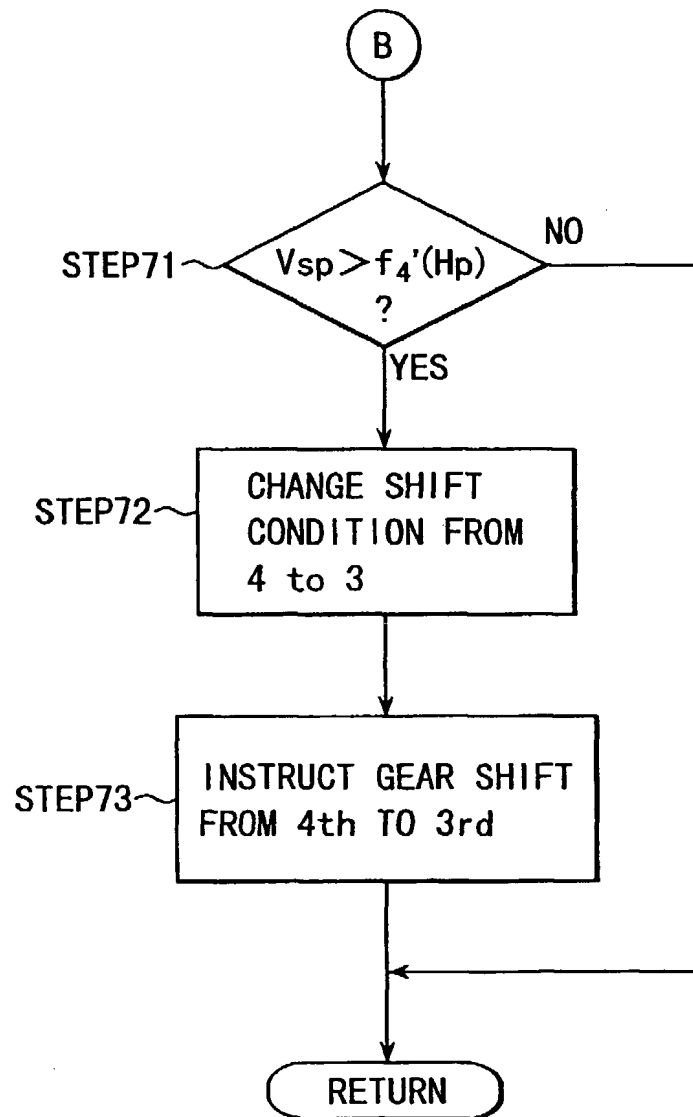 B
STEP71
Vsp>f₄'(Hp)
?
NO
YES
STEP72
CHANGE SHIFT
CONDITION FROM
4 to 3
STEP73
INSTRUCT GEAR SHIFT
FROM 4th TO 3rd
RETURN